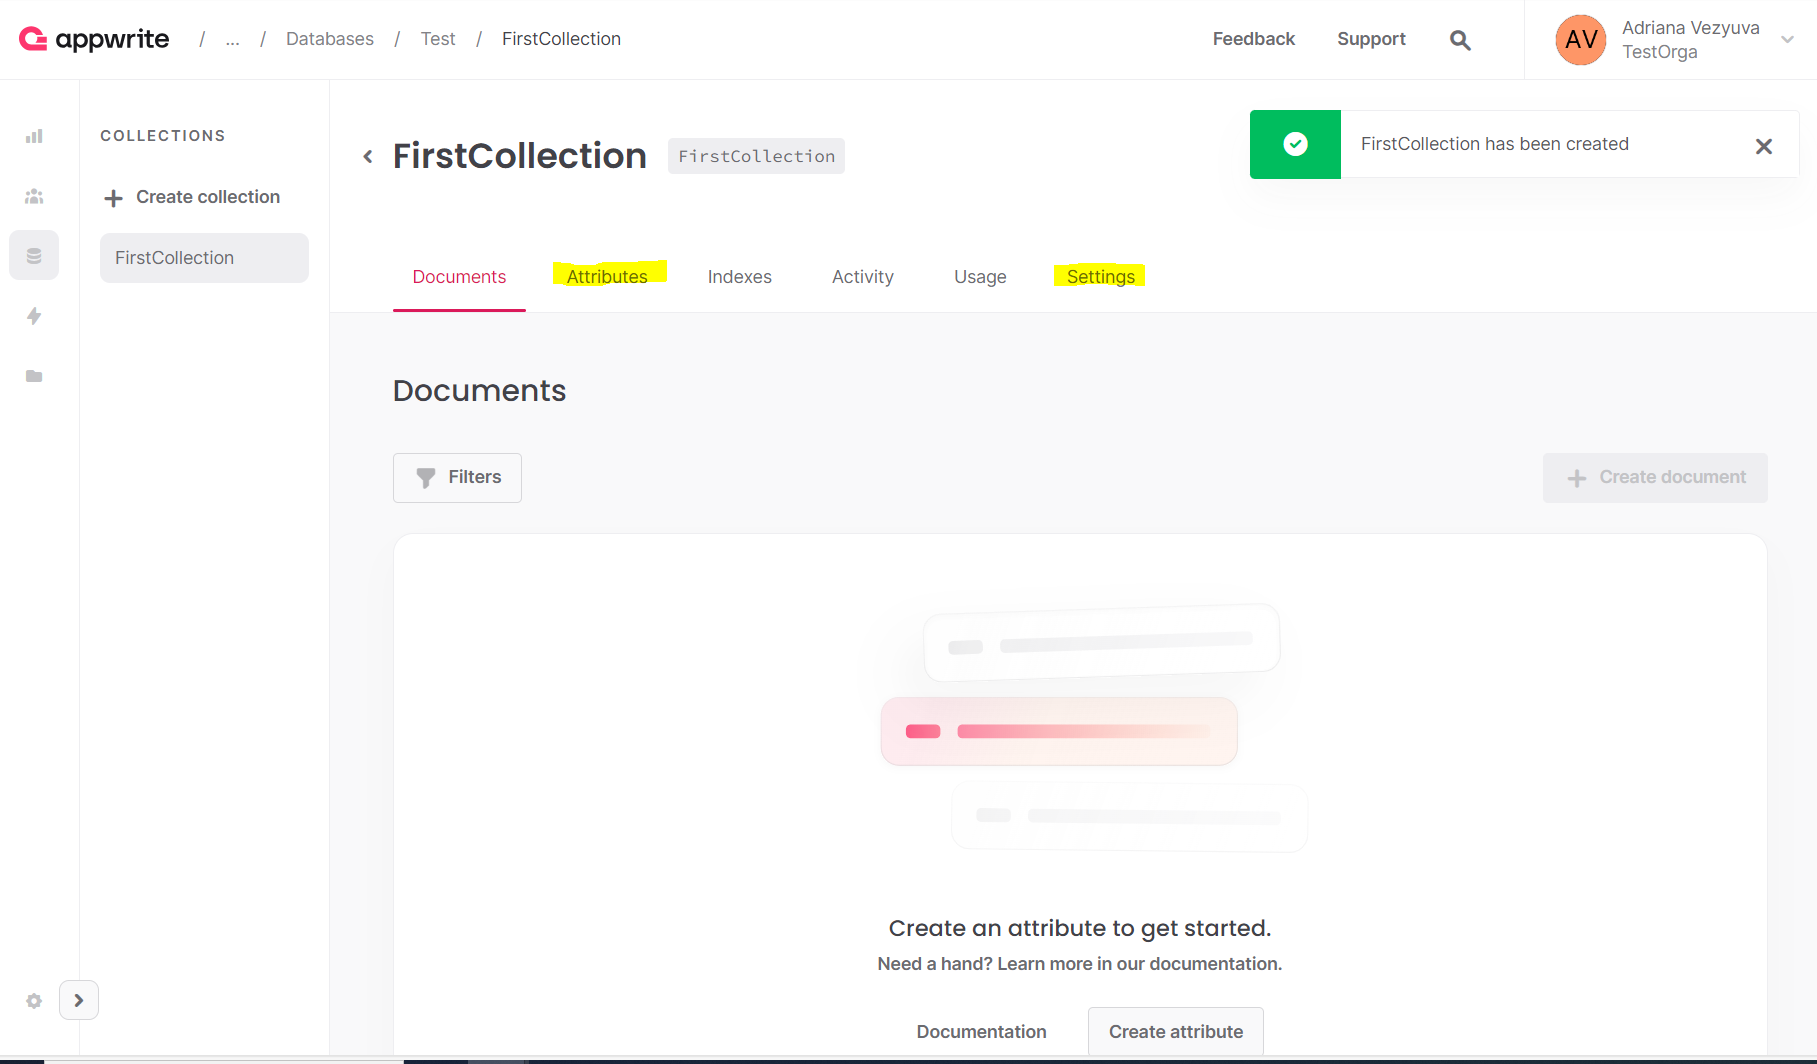 appwrite / ... / Databases / Test / FirstCollection
Feedback Support
AV
Adriana Vezyuva
TestOrga
COLLECTIONS
Create collection
FirstCollection
FirstCollection FirstCollection
FirstCollection has been created
Documents Attributes Indexes Activity Usage Settings
Documents
Filters
Create document
Create an attribute to get started.
Need a hand? Learn more in our documentation.
Documentation Create attribute